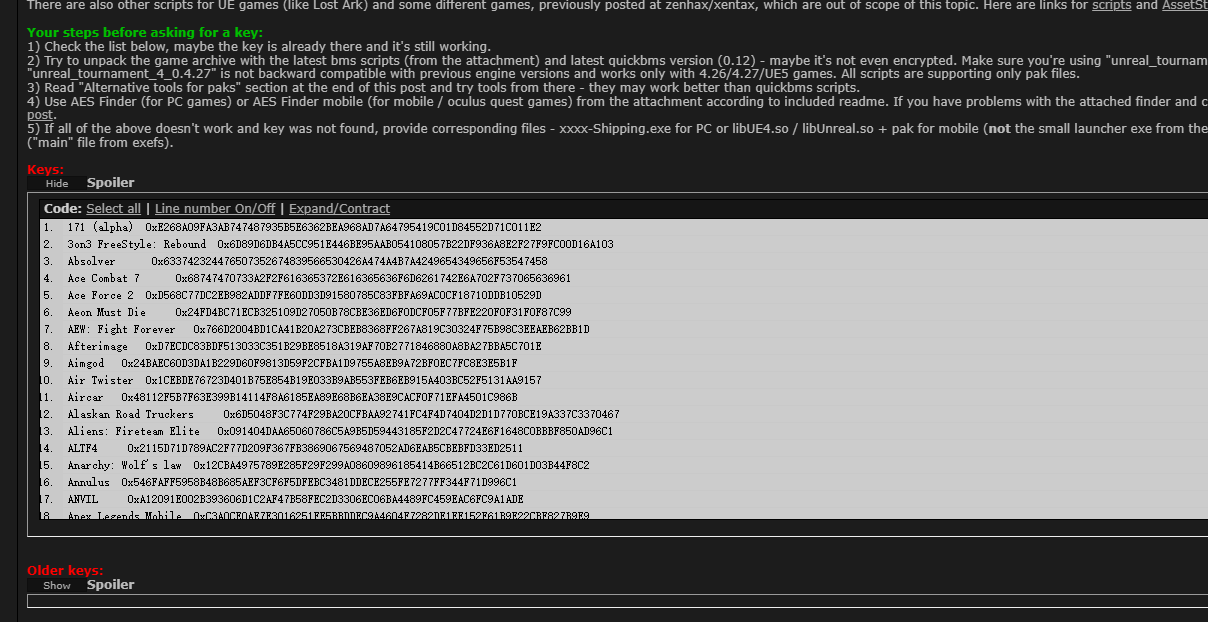 There are also other scripts for UE games (like Lost Ark) and some different games, previously posted at zenhax/xentax, which are out of scope of this topic. Here are links for scripts and AssetSt
Your steps before asking for a key:
1) Check the list below, maybe the key is already there and it's still working.
2) Try to unpack the game archive with the latest bms scripts (from the attachment) and latest quickbms version (0.12) - maybe it's not even encrypted. Make sure you're using "unreal_tournam
"unreal_tournament_4_0.4.27" is not backward compatible with previous engine versions and works only with 4.26/4.27/UE5 games. All scripts are supporting only pak files.
3) Read "Alternative tools for paks" section at the end of this post and try tools from there - they may work better than quickbms scripts.
4) Use AES Finder (for PC games) or AES Finder mobile (for mobile / oculus quest games) from the attachment according to included readme. If you have problems with the attached finder and c
post.
5) If all of the above doesn't work and key was not found, provide corresponding files - xxxx-Shipping.exe for PC or libUE4.so / libUnreal.so + pak for mobile (not the small launcher exe from the
("main" file from exefs).
Keys:
Hide Spoiler
Code: Select all | Line number On/Off | Expand/Contract
1. 171 (alpha) 0xE268A09FA3AB747487935B5E6362BEA968AD7A64795419C01D84552D71C011E2
2. 3on3 FreeStyle: Rebound 0x6D89D6DB4A5CC951E446BE95AAB054108057B22DF936A8E2F27F9FC00D16A103
3. Absolver 0x633742324476507352674839566530426A474A4B7A4249654349656F53547458
4. Ace Combat 7 0x68747470733A2F2F616365372E616365636F6D6261742E6A702F737065636961
5. Ace Force 2 0xD568C77DC2EB982ADDF7FE60DD3D91580785C83FBFA69AC0CF18710DDB10529D
6. Aeon Must Die 0x24FD4BC71ECB325109D27050B78CBE36ED6F0DCF05F77BFE220F0F31F0F87C99
7. AEW: Fight Forever 0x766D2004BD1CA41B20A273CBEB8368FF267A819C30324F75B98C3EEAEB62BB1D
8. Afterimage 0xD7ECDC83BDF513033C351B29BE8518A319AF70B2771846880A8BA27BBA5C701E
9. Aimgod 0x24BAEC60D3DA1B229D60F9813D59F2CFBA1D9755A8EB9A72BF0EC7FC8E3E5B1F
10. Air Twister 0x1CEBDE76723D401B75E854B19E033B9AB553FEB6EB915A403BC52F5131AA9157
11. Aircar 0x48112F5B7F63E399B14114F8A6185EA89E68B6EA38E9CACF0F71EFA4501C986B
12. Alaskan Road Truckers 0x6D5048F3C774F29BA20CFBAA92741FC4F4D7404D2D1D770BCE19A337C3370467
13. Aliens: Fireteam Elite 0x091404DAA65060786C5A9B5D59443185F2D2C47724E6F1648C0BBBF850AD96C1
14. ALTF4 0x2115D71D789AC2F77D209F367FB3869067569487052AD6EAB5CBEBFD33ED2511
15. Anarchy: Wolf's law 0x12CBA4975789E285F29F299A08609896185414B66512BC2C61D601D03B44F8C2
16. Annulus 0x546FAFF5958B48B685AEF3CF6F5DFEBC3481DDECE255FE7277FF344F71D996C1
17. ANVIL 0xA12091E002B393606D1C2AF47B58FEC2D3306EC06BA4489FC459EAC6FC9A1ADE
18. Apex Legends Mobile
Older keys:
Show Spoiler